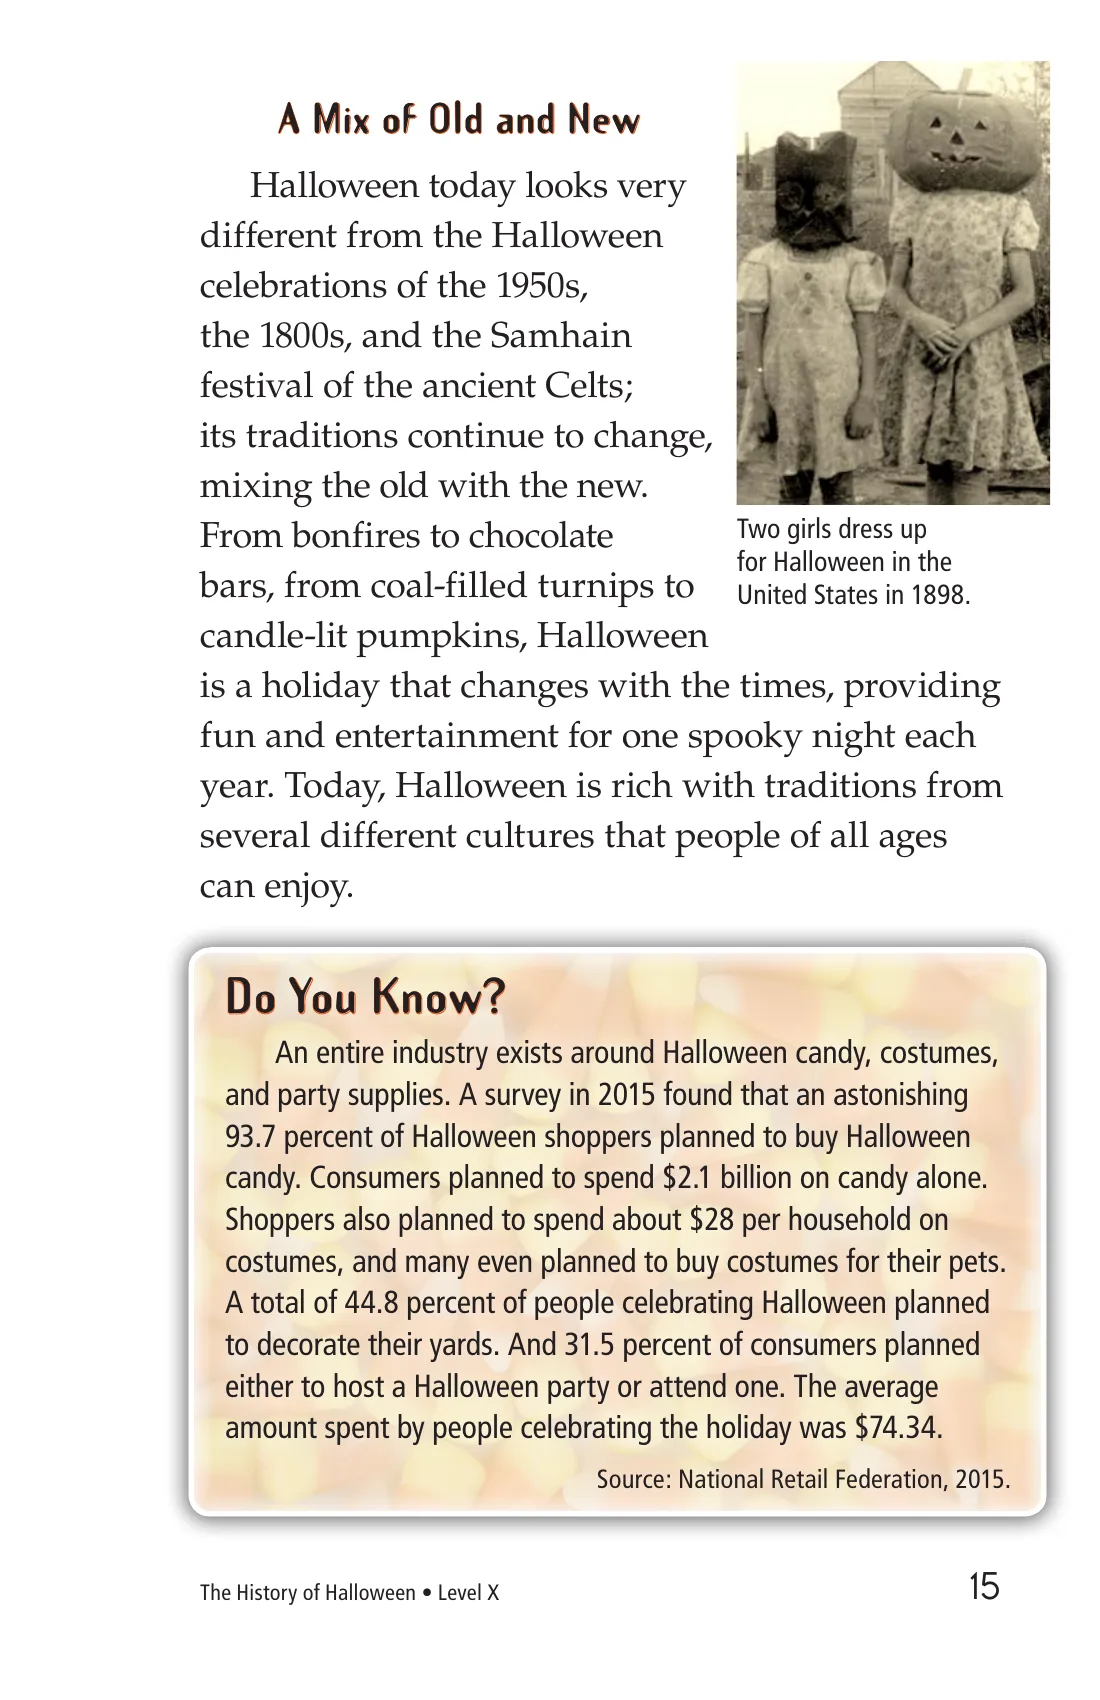 A Mix of Old and New
Halloween today looks very
different from the Halloween
celebrations of the 1950s,
the 1800s, and the Samhain
festival of the ancient Celts;
its traditions continue to change,
mixing the old with the new.
From bonfires to chocolate
bars, from coal-filled turnips to
candle-lit pumpkins, Halloween
is a holiday that changes with the times, providing
fun and entertainment for one spooky night each
year. Today, Halloween is rich with traditions from
several different cultures that people of all ages
can enjoy.
Two girls dress up
for Halloween in the
United States in 1898.
Do You Know?
An entire industry exists around Halloween candy, costumes,
and party supplies. A survey in 2015 found that an astonishing
93.7 percent of Halloween shoppers planned to buy Halloween
candy. Consumers planned to spend $2.1 billion on candy alone.
Shoppers also planned to spend about $28 per household on
costumes, and many even planned to buy costumes for their pets.
A total of 44.8 percent of people celebrating Halloween planned
to decorate their yards. And 31.5 percent of consumers planned
either to host a Halloween party or attend one. The average
amount spent by people celebrating the holiday was $74.34.
Source: National Retail Federation, 2015.
The History of Halloween • Level X
15